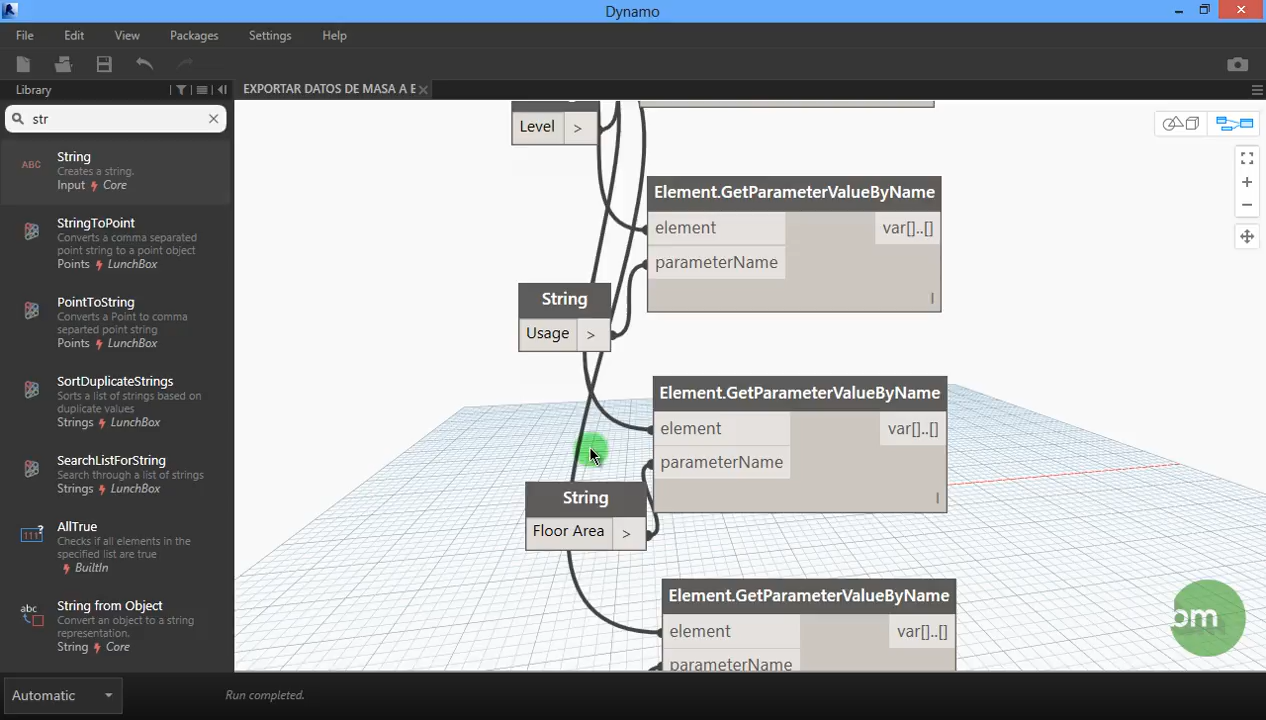 Dynamo
File Edit View Packages Settings Help
Library
EXPORTAR DATOS DE MASA A E
str
ABC
String
Creates a string.
Input Core
StringToPoint
Converts a comma separated
point string to a point object
Points LunchBox
PointToString
Converts a Point to comma
separted point string
Points LunchBox
SortDuplicateStrings
Sorts a list of strings based on
duplicate values
Strings LunchBox
SearchListForString
Search through a list of strings
Strings LunchBox
AllTrue
Checks if all elements in the
specified list are true
BuiltIn
abc
String from Object
Convert an object to a string
representation.
String Core
Level >
Element.GetParameterValueByName
element var[]..[]
parameterName
String
Usage >
Element.GetParameterValueByName
element var[]..[]
parameterName
String
Floor Area >
Element.GetParameterValueByName
element var[]..[]
parameterName
om
Automatic
Run completed.